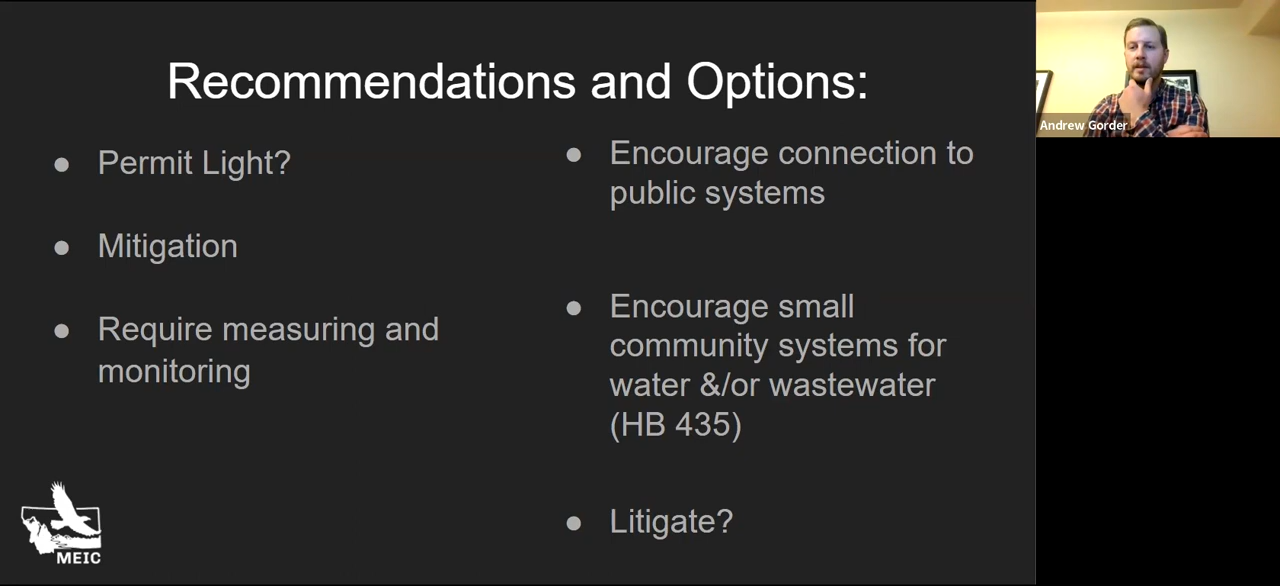 Recommendations and Options:
● Permit Light?
● Mitigation
● Require measuring and
monitoring
● Encourage connection to
public systems
● Encourage small
community systems for
water &/or wastewater
(HB 435)
● Litigate?
MEIC
Andrew Gorder